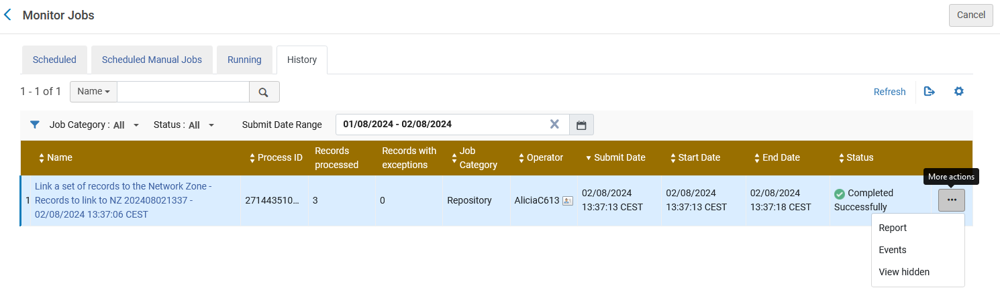 Monitor Jobs
Cancel
Scheduled
Scheduled Manual Jobs
Running
History
1 - 1 of 1
Name
Refresh
Job Category : All
Status : All
Submit Date Range
01/08/2024 - 02/08/2024
Name
Process ID
Records
processed
Records with
exceptions
Job
Category
Operator
Submit Date
Start Date
End Date
Status
More actions
1
Link a set of records to the Network Zone -
Records to link to NZ 202408021337 -
02/08/2024 13:37:06 CEST
271443510...
3
0
Repository
AliciaC613
02/08/2024
13:37:13 CEST
02/08/2024
13:37:13 CEST
02/08/2024
13:37:18 CEST
Completed
Successfully
Report
Events
View hidden